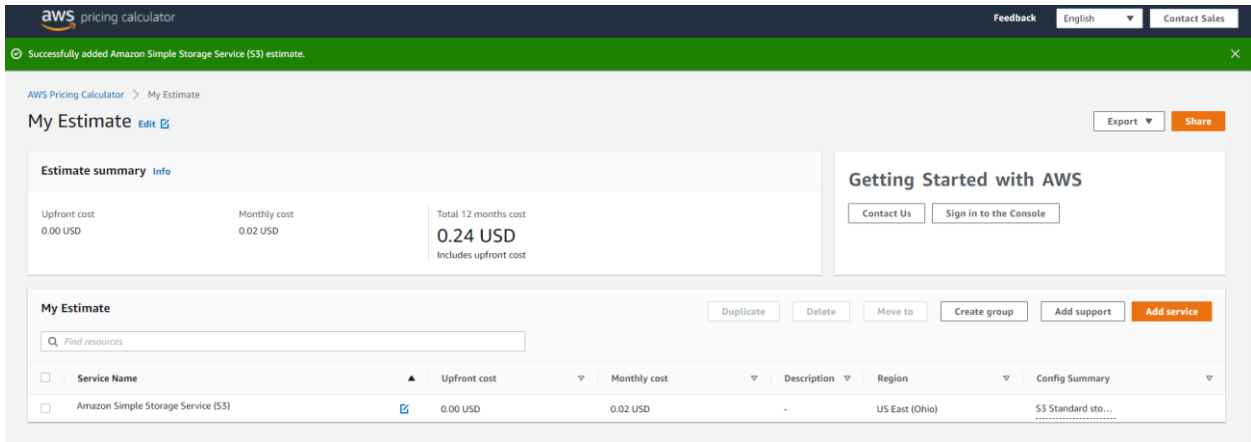 aws pricing calculator
Feedback
English
Contact Sales
Successfully added Amazon Simple Storage Service (S3) estimate.
AWS Pricing Calculator > My Estimate
My Estimate Edit
Export
Share
Estimate summary Info
Upfront cost
0.00 USD
Monthly cost
0.02 USD
Total 12 months cost
0.24 USD
Includes upfront cost
Getting Started with AWS
Contact Us
Sign in to the Console
My Estimate
Duplicate
Delete
Move to
Create group
Add support
Add service
Find resources
Service Name Upfront cost Monthly cost Description Region Config Summary
Amazon Simple Storage Service (S3) 0.00 USD 0.02 USD - US East (Ohio) S3 Standard sto...